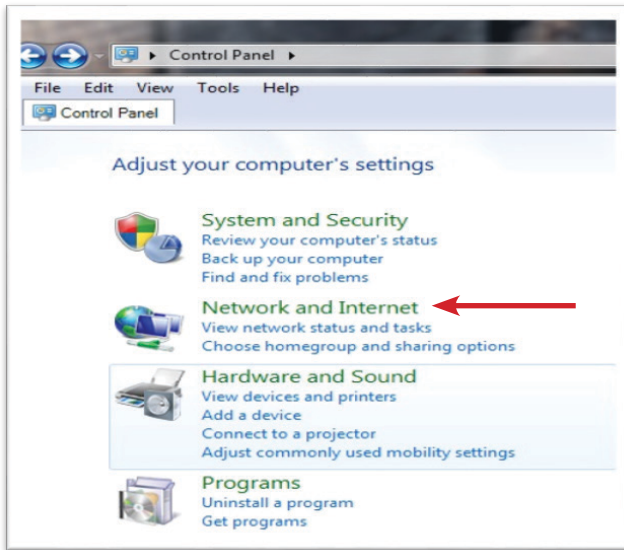 Control Panel
File Edit View Tools Help
Control Panel
Adjust your computer's settings
System and Security
Review your computer's status
Back up your computer
Find and fix problems
Network and Internet
View network status and tasks
Choose homegroup and sharing options
Hardware and Sound
View devices and printers
Add a device
Connect to a projector
Adjust commonly used mobility settings
Programs
Uninstall a program
Get programs